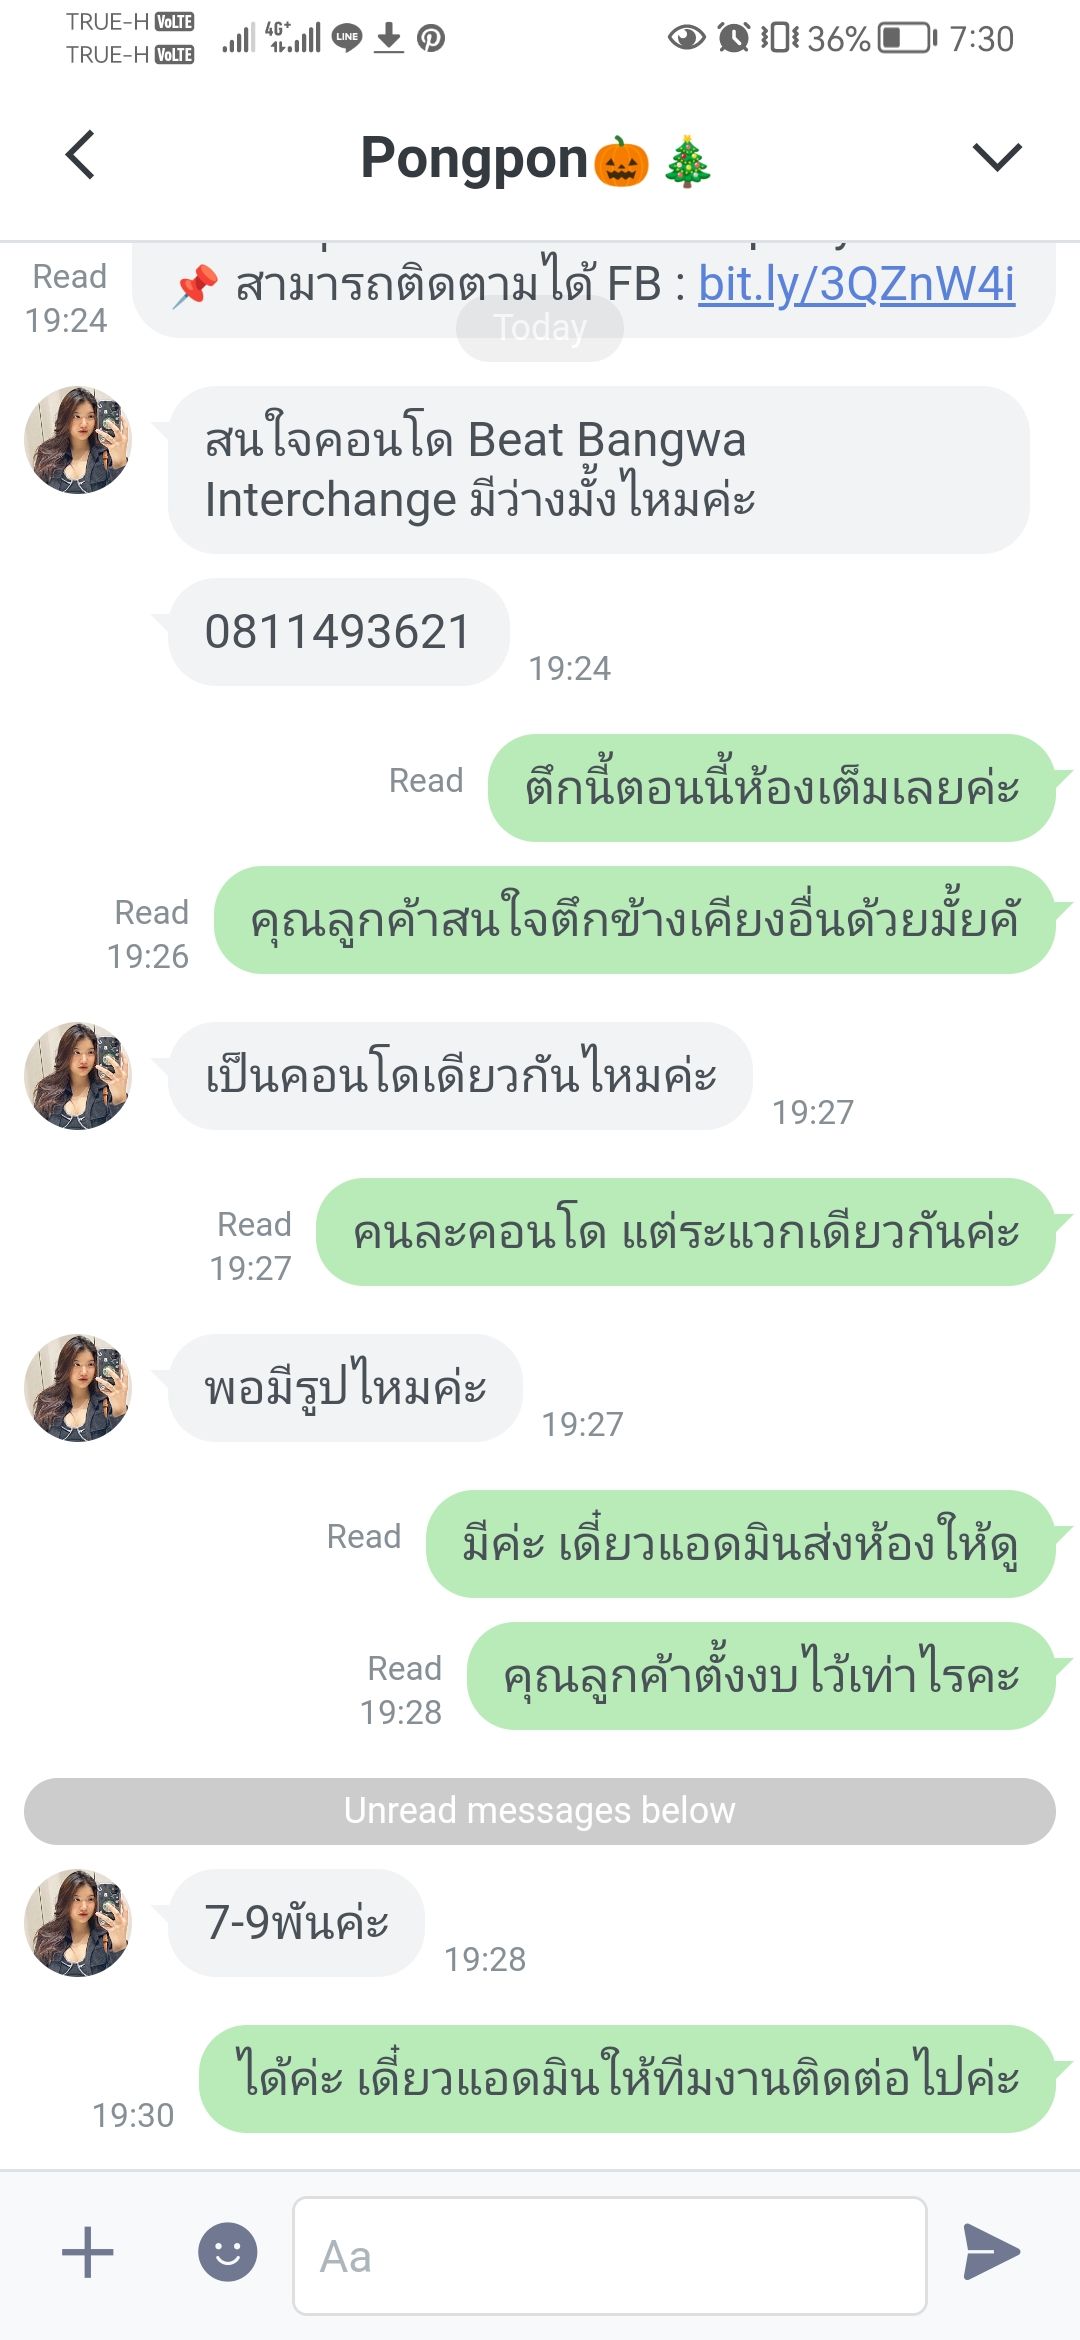 TRUE-H VoLTE
TRUE-H VoLTE
4G+
LINE
36%
7:30
Pongpon🎃🎄
Read
19:24
📌 สามารถติดตามได้ FB : bit.ly/3QZnW4i
Today
สนใจคอนโด Beat Bangwa
Interchange มีว่างมั้งไหมค่ะ
0811493621
19:24
Read
ตึกนี้ตอนนี้ห้องเต็มเลยค่ะ
Read
19:26
คุณลูกค้าสนใจตึกข้างเคียงอื่นด้วยมั้ยคั
เป็นคอนโดเดียวกันไหมค่ะ
19:27
Read
19:27
คนละคอนโด แต่ระแวกเดียวกันค่ะ
พอมีรูปไหมค่ะ
19:27
Read
มีค่ะ เดี๋ยวแอดมินส่งห้องให้ดู
Read
19:28
คุณลูกค้าตั้งงบไว้เท่าไรคะ
Unread messages below
7-9พันค่ะ
19:28
19:30
ได้ค่ะ เดี๋ยวแอดมินให้ทีมงานติดต่อไปค่ะ
Aa